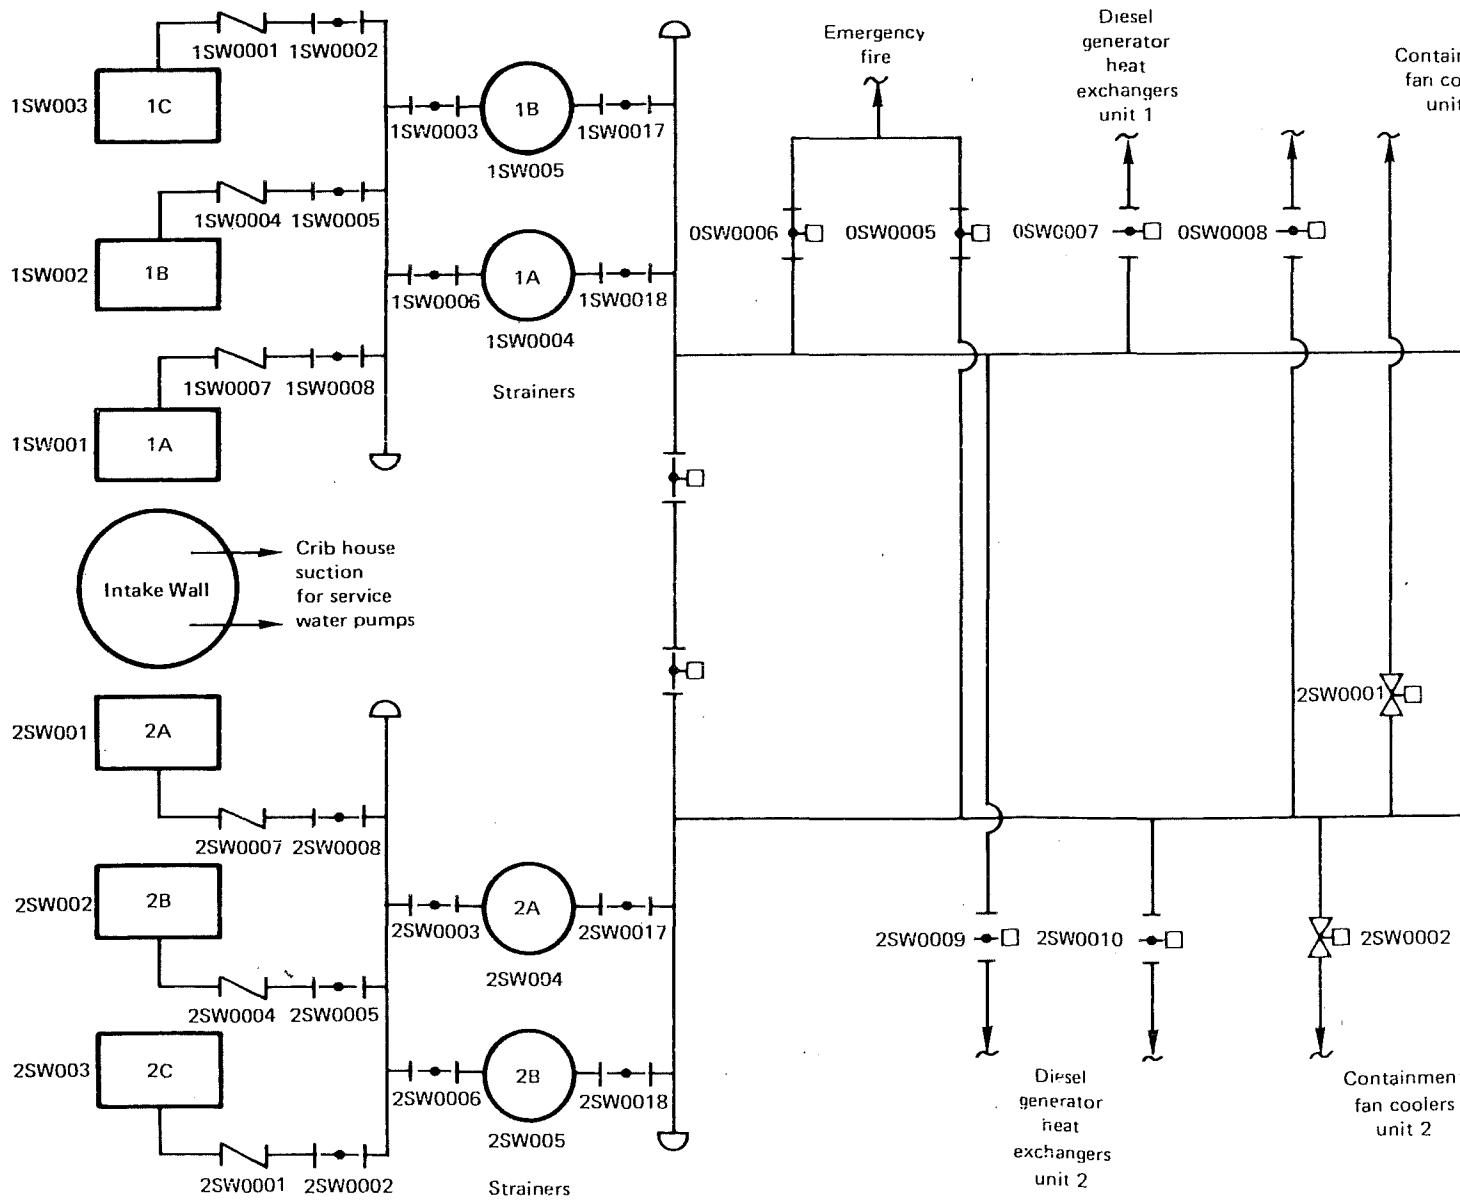 1SW0001 1SW0002
Emergency
fire
Diesel
generator
heat
exchangers
unit 1
Contain
fan co
unit
1SW003
1C
1SW0003
1B
1SW0017
1SW005
1SW0004 1SW0005
1SW002
1B
1SW0006
1A
1SW0018
1SW0004
0SW0006
0SW0005
0SW0007
0SW0008
1SW0007 1SW0008
Strainers
1SW001
1A
Intake Wall
Crib house
suction
for service
water pumps
2SW001
2A
2SW0001
2SW0007 2SW0008
2SW002
2B
2SW0003
2A
2SW0017
2SW004
2SW0009
2SW0010
2SW0002
2SW0004 2SW0005
2SW003
2C
2SW0006
2B
2SW0018
2SW005
2SW0001 2SW0002
Strainers
Diesel
generator
heat
exchangers
unit 2
Containmen
fan coolers
unit 2